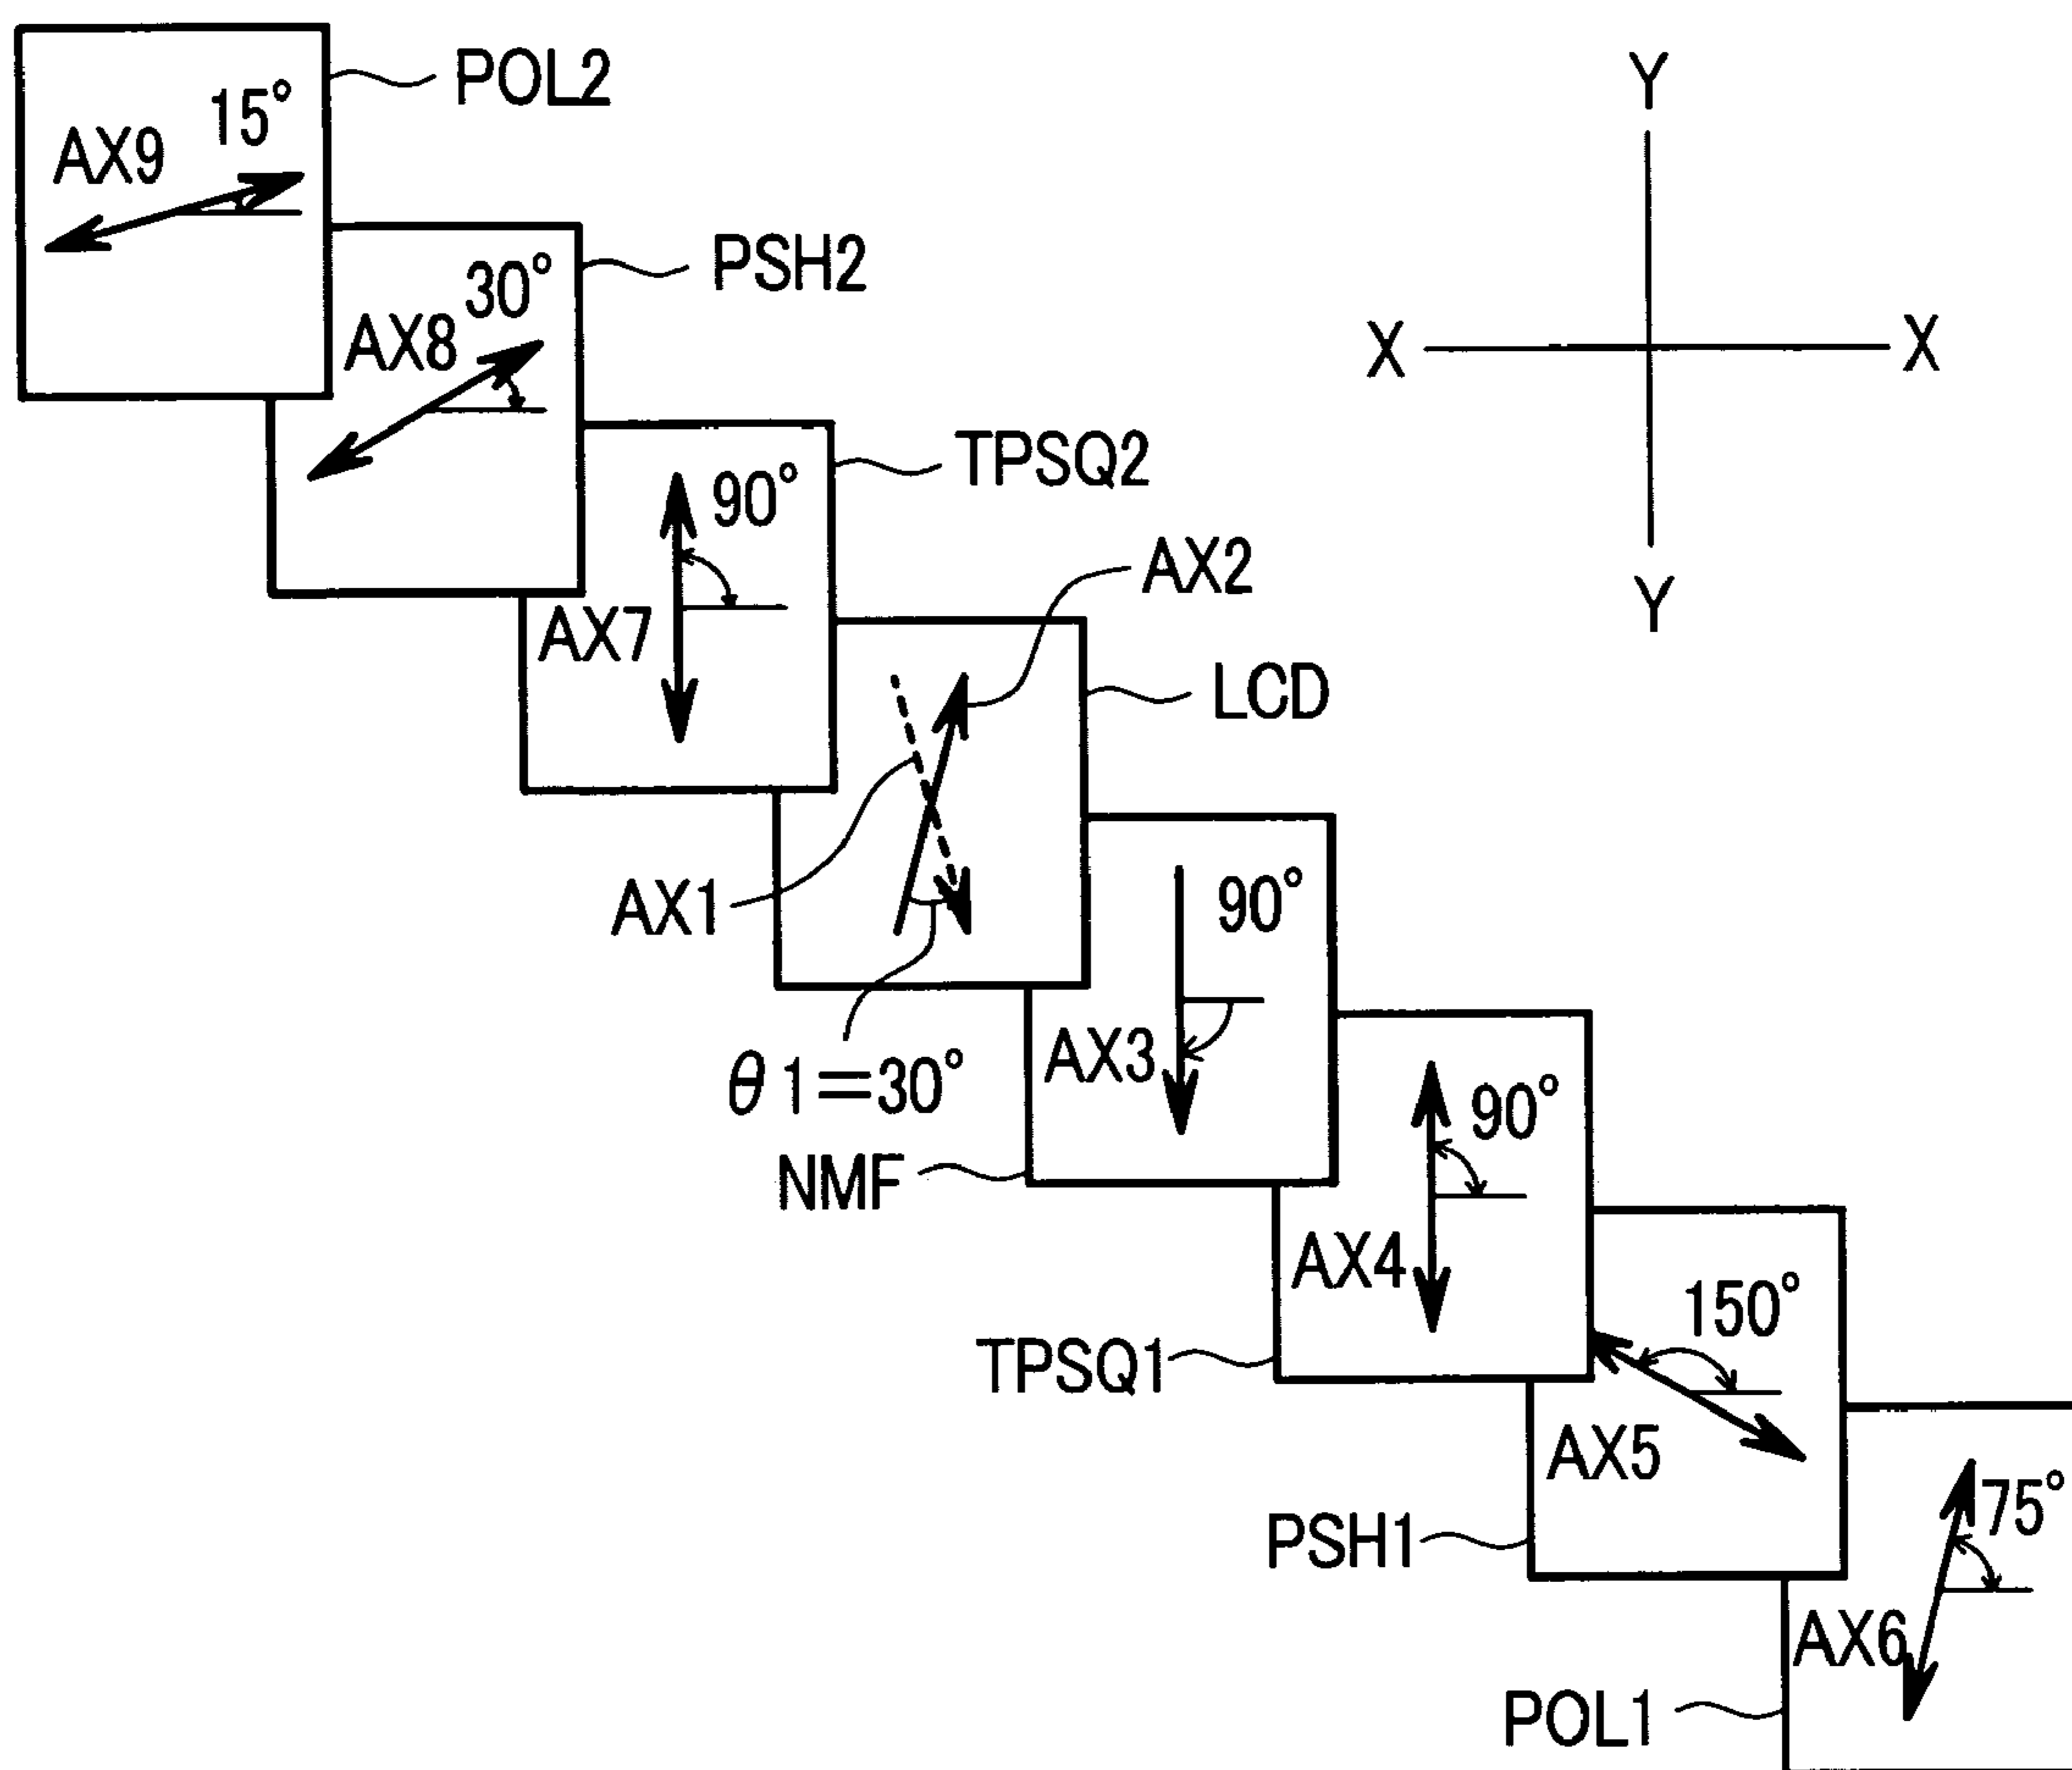 POL2
15°
AX9
Y
PSH2
30°
AX8
X
X
TPSQ2
90°
AX7
Y
AX2
LCD
AX1
90°
AX3
θ1=30°
NMF
90°
AX4
TPSQ1
150°
AX5
PSH1
75°
AX6
POL1